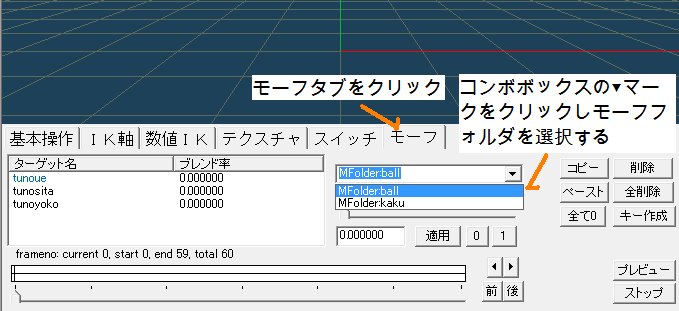 モーフタブをクリック
コンボボックスの▼マ
ークをクリックしモーフフ
ォルダを選択する
基本操作 ＩＫ軸 数値ＩＫ テクスチャ スイッチ モーフ
ターゲット名 ブレンド率
tunoue 0.000000
tunosita 0.000000
tunoyoko 0.000000
MFolder:ball
MFolder:ball
MFolder:kaku
0.000000 適用 0 1
コピー 削除
ペースト 全削除
全て0 キー作成
frameno: current 0, start 0, end 59, total 60
前 後
プレビュー
ストップ